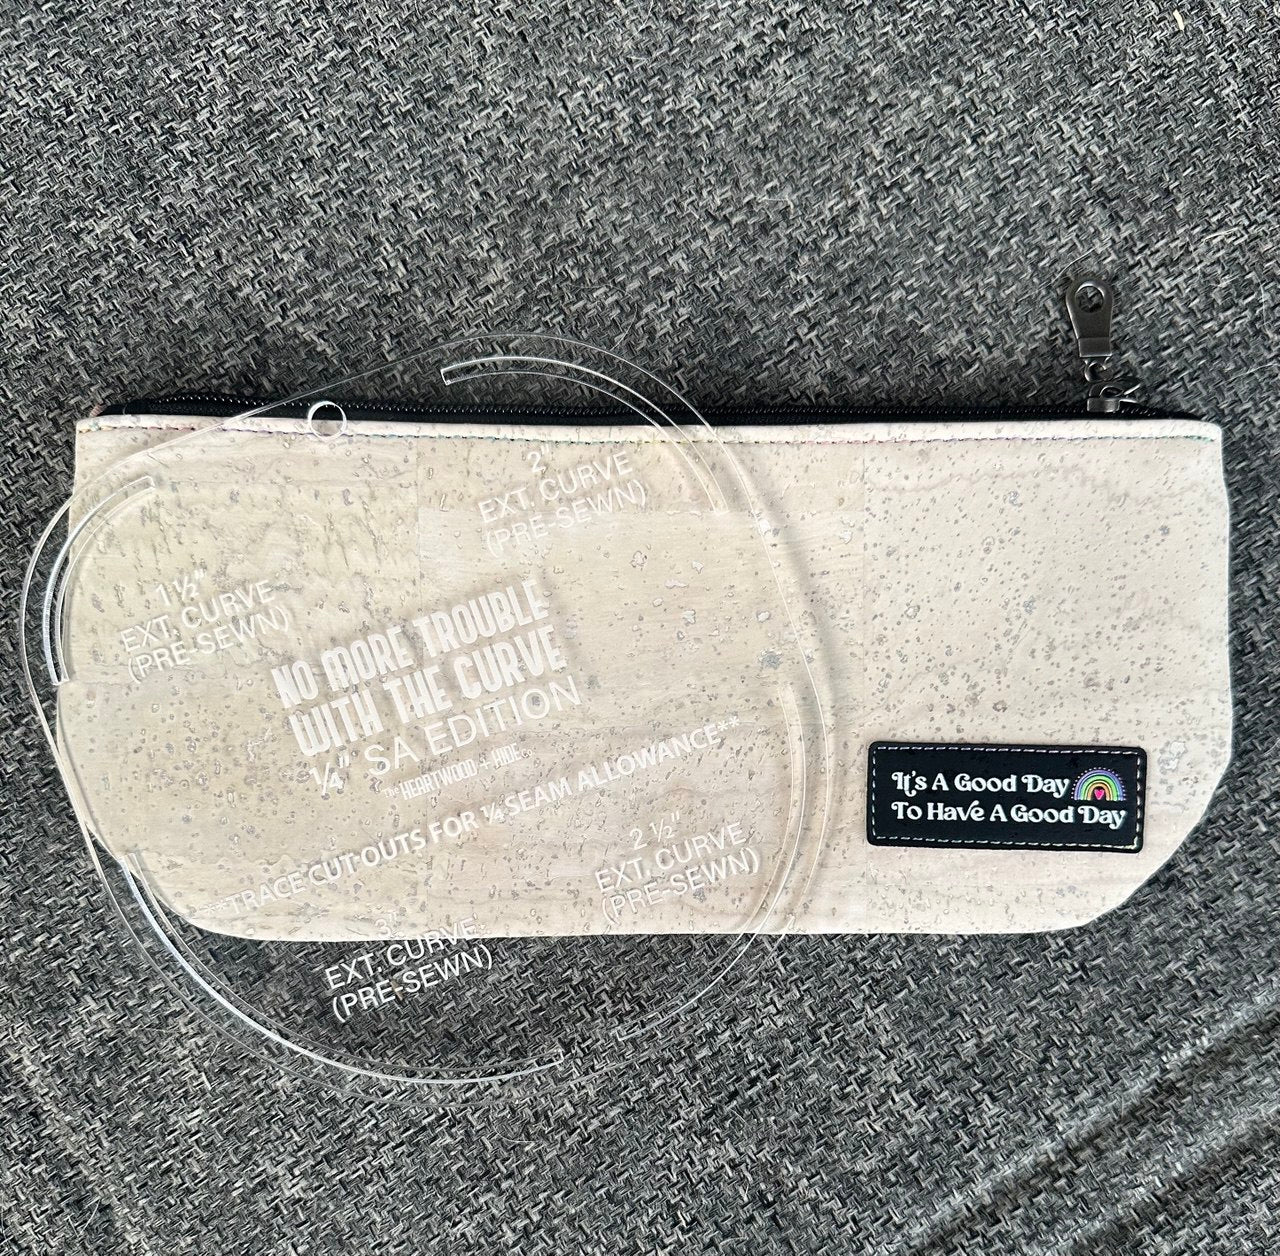 2"
EXT. CURVE
(PRE-SEWN)
1 ½"
EXT. CURVE
(PRE-SEWN)
NO MORE TROUBLE
WITH THE CURVE
¼" SA EDITION
The HEARTWOOD + HIDE Co.
**TRACE CUT-OUTS FOR ¼ SEAM ALLOWANCE**
2 ½"
EXT. CURVE
(PRE-SEWN)
3"
EXT. CURVE
(PRE-SEWN)
It's A Good Day
To Have A Good Day